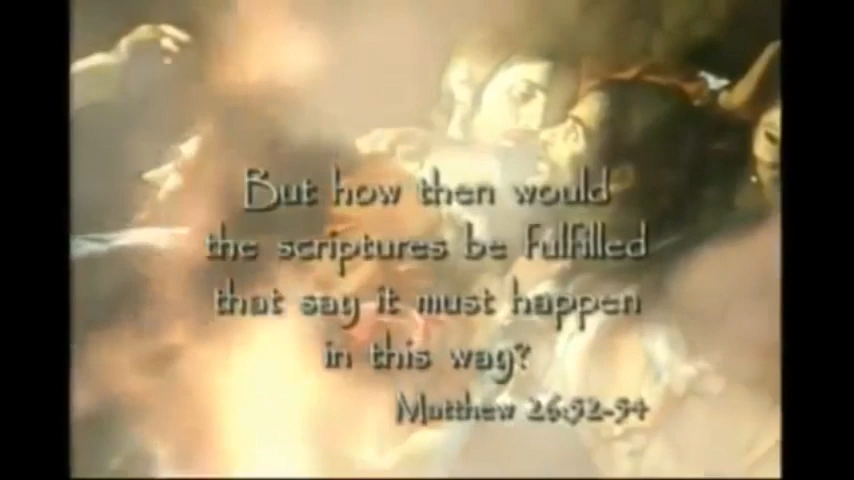 But how then would
the scriptures be fulfilled
that say it must happen
in this way?
Matthew 26:52-54